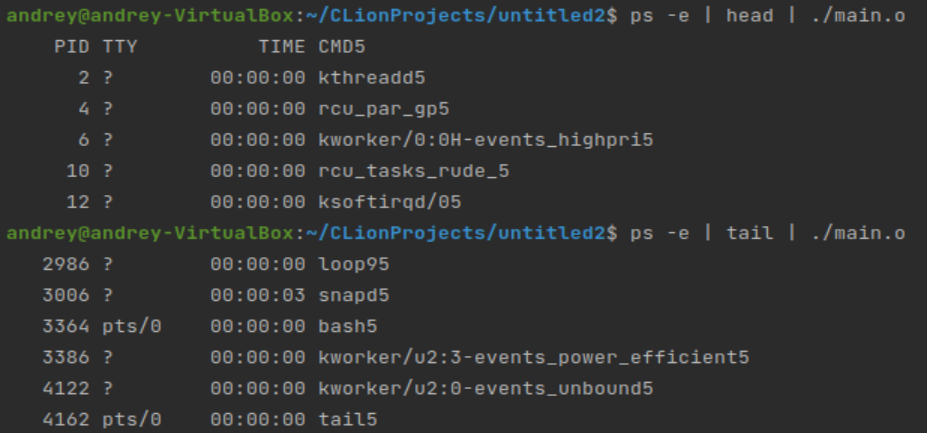 andrey@andrey-VirtualBox:~/CLionProjects/untitled2$ ps -e | head | ./main.o
    PID TTY          TIME CMD5
      2 ?        00:00:00 kthreadd5
      4 ?        00:00:00 rcu_par_gp5
      6 ?        00:00:00 kworker/0:0H-events_highpri5
     10 ?        00:00:00 rcu_tasks_rude_5
     12 ?        00:00:00 ksoftirqd/05
andrey@andrey-VirtualBox:~/CLionProjects/untitled2$ ps -e | tail | ./main.o
   2986 ?        00:00:00 loop95
   3006 ?        00:00:03 snapd5
   3364 pts/0    00:00:00 bash5
   3386 ?        00:00:00 kworker/u2:3-events_power_efficient5
   4122 ?        00:00:00 kworker/u2:0-events_unbound5
   4162 pts/0    00:00:00 tail5